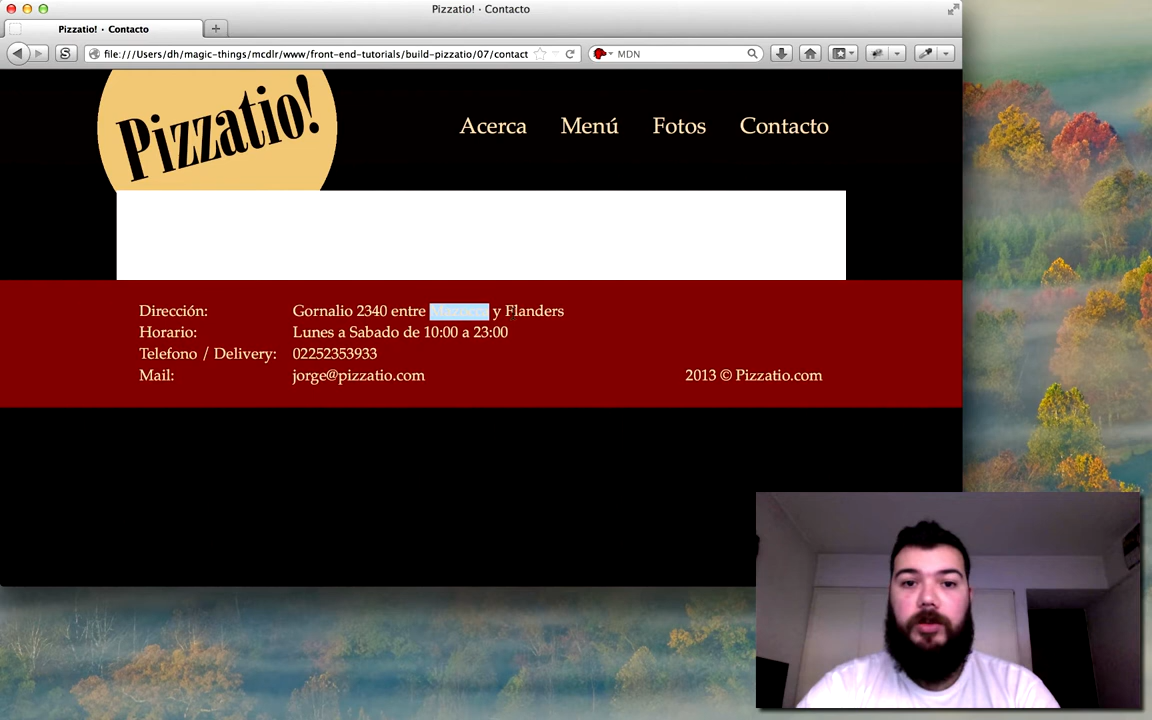 Pizzatio! · Contacto
Pizzatio! · Contacto
file:///Users/dh/magic-things/mcdlr/www/front-end-tutorials/build-pizzatio/07/contact
MDN
Pizzatio!
Acerca Menú Fotos Contacto
Dirección: Gornalio 2340 entre y Flanders
Horario: Lunes a Sabado de 10:00 a 23:00
Telefono / Delivery: 02252353933
Mail: jorge@pizzatio.com 2013 © Pizzatio.com